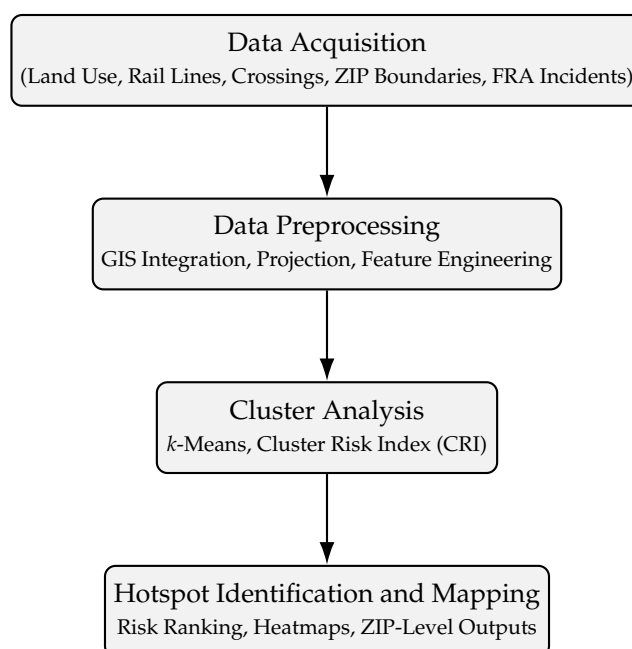 Data Acquisition
(Land Use, Rail Lines, Crossings, ZIP Boundaries, FRA Incidents)
Data Preprocessing
GIS Integration, Projection, Feature Engineering
Cluster Analysis
k-Means, Cluster Risk Index (CRI)
Hotspot Identification and Mapping
Risk Ranking, Heatmaps, ZIP-Level Outputs